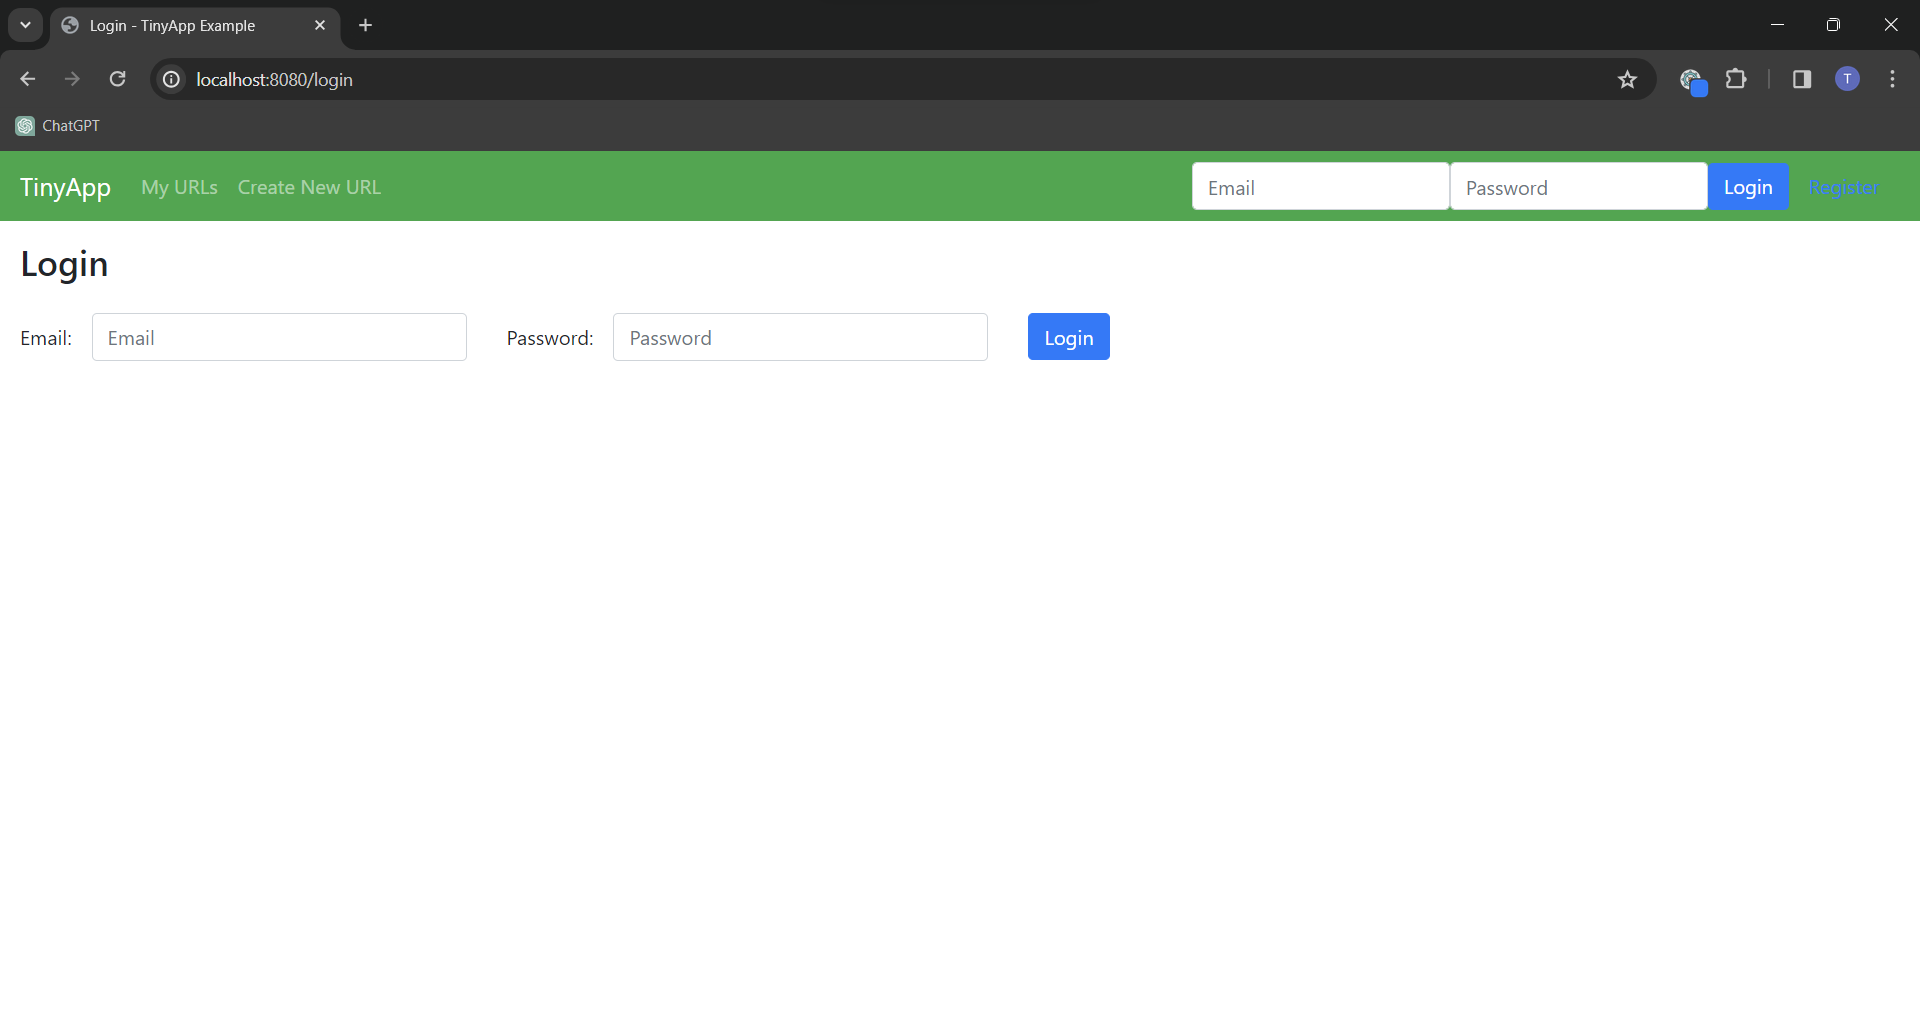 Login - TinyApp Example
localhost:8080/login
T
ChatGPT
TinyApp My URLs Create New URL Email Password Login Register
Login
Email: Email Password: Password Login